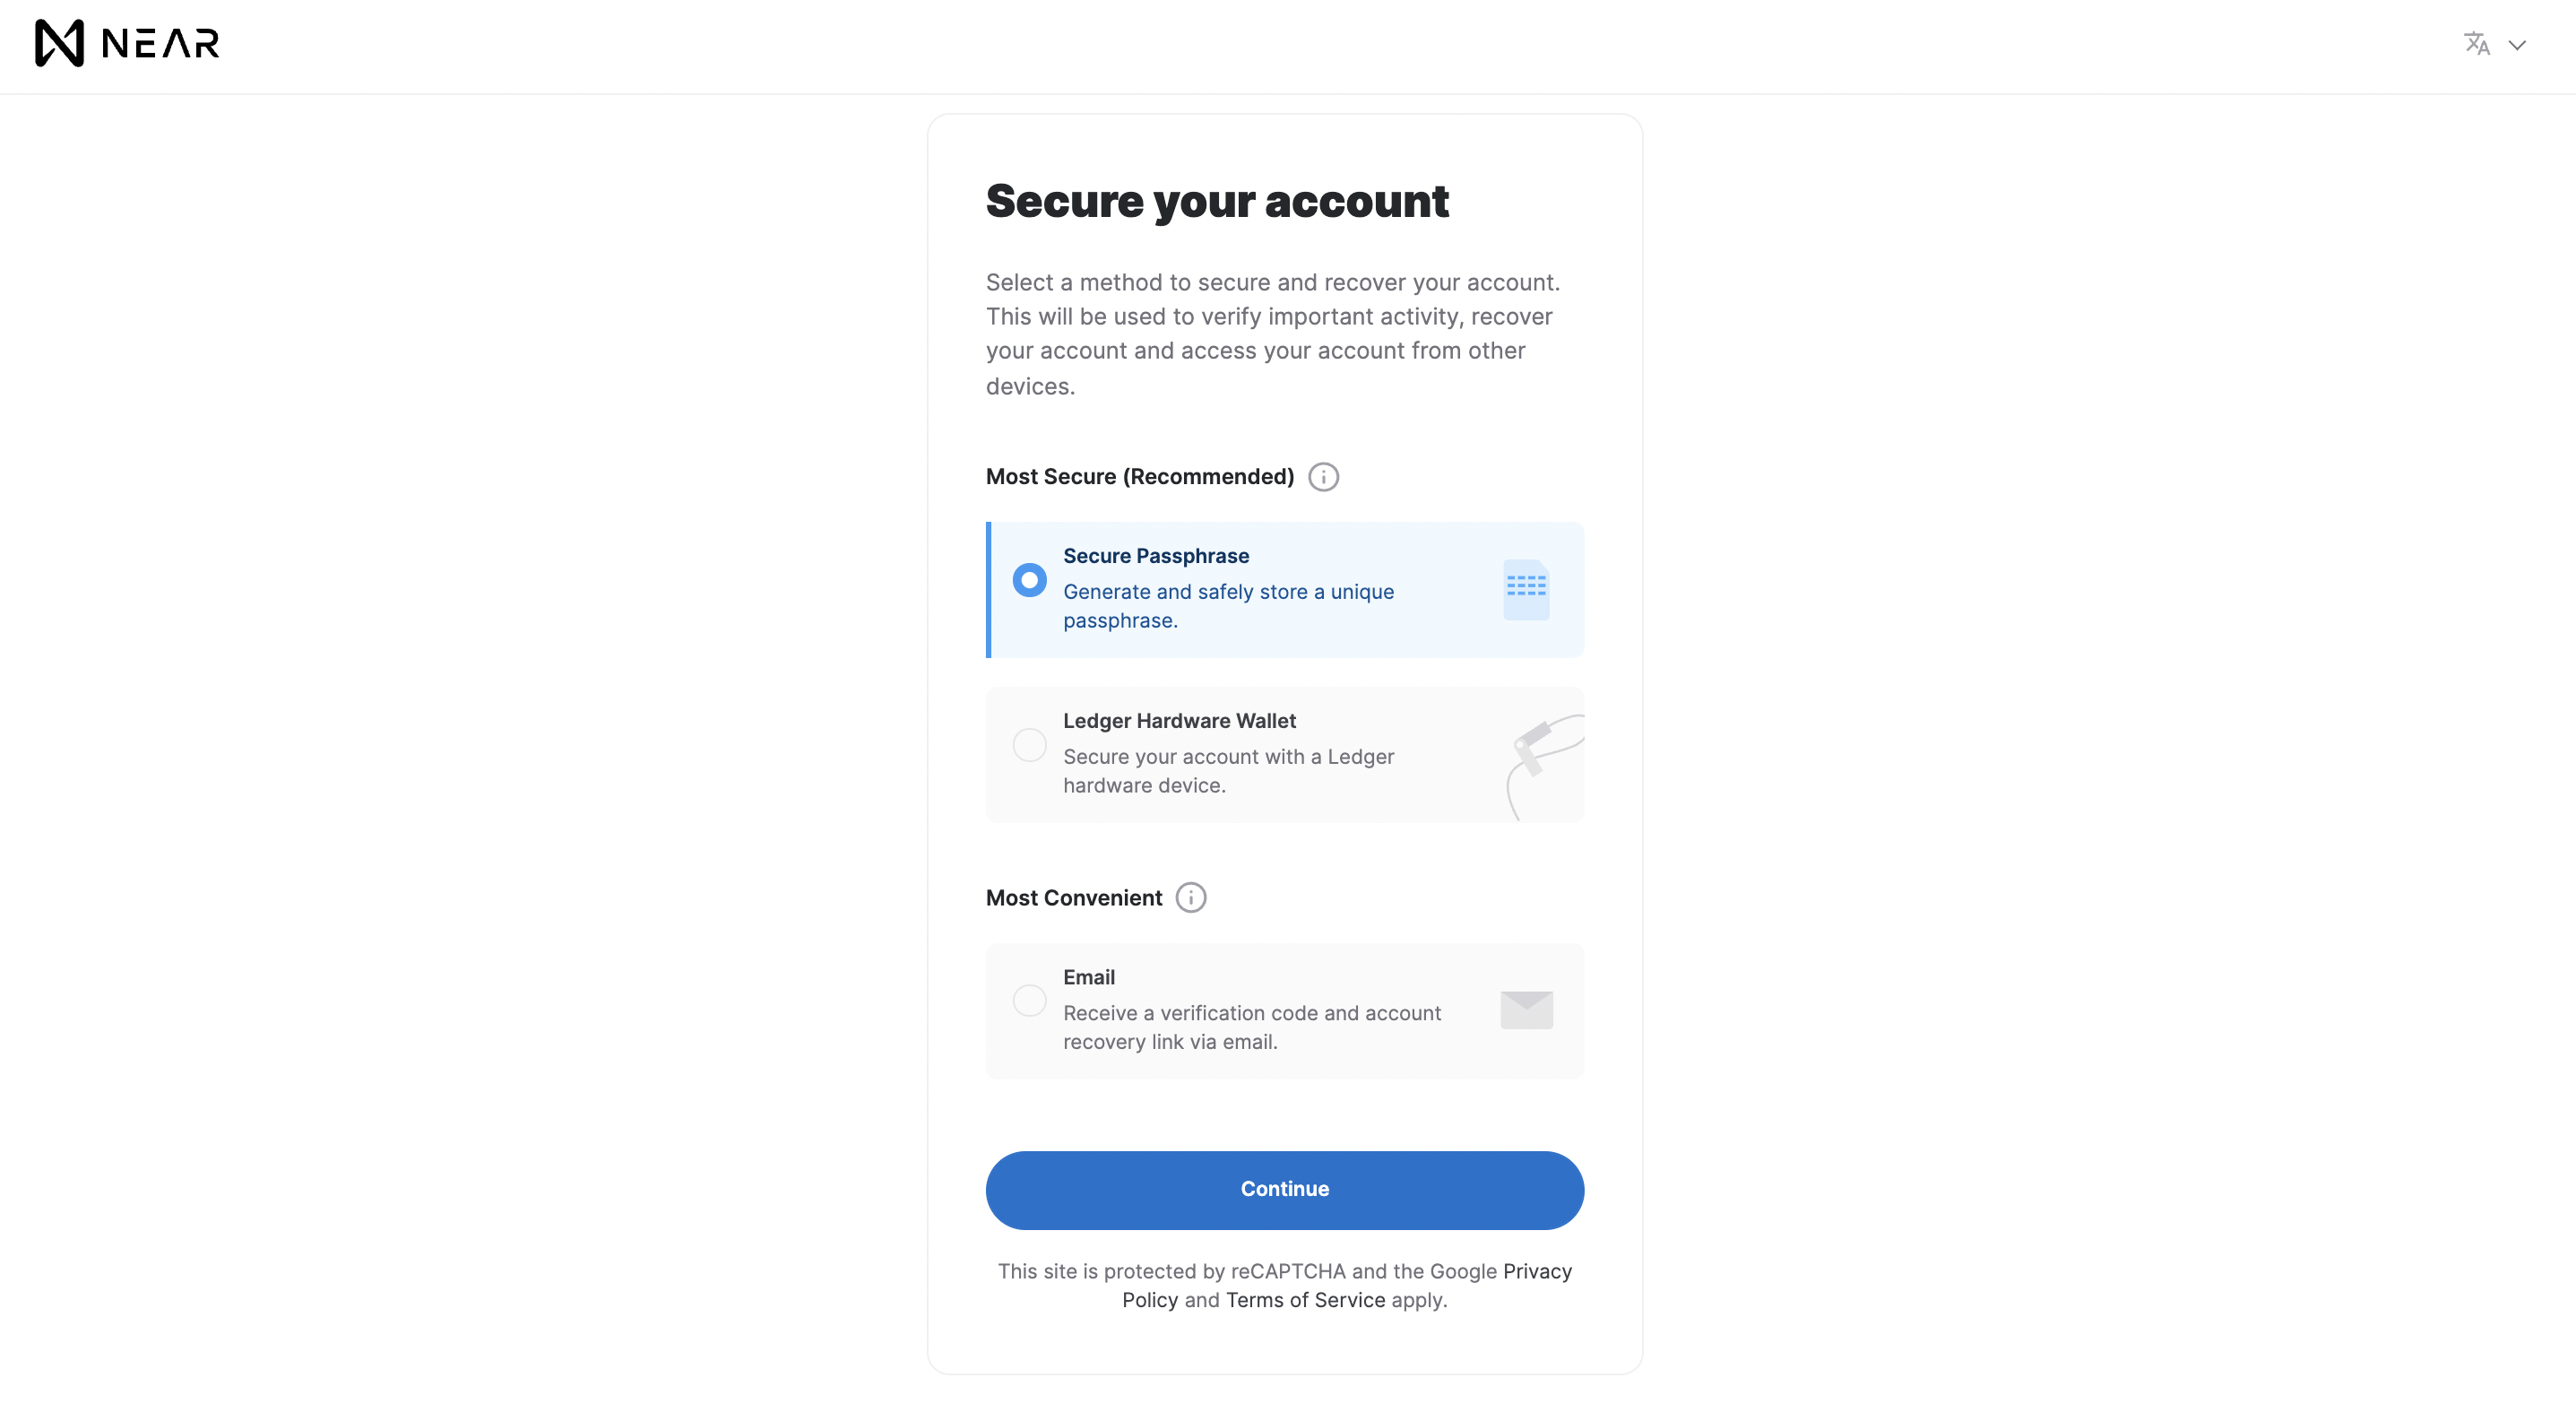 NEAR
Secure your account
Select a method to secure and recover your account.
This will be used to verify important activity, recover
your account and access your account from other
devices.
Most Secure (Recommended)
Secure Passphrase
Generate and safely store a unique
passphrase.
Ledger Hardware Wallet
Secure your account with a Ledger
hardware device.
Most Convenient
Email
Receive a verification code and account
recovery link via email.
Continue
This site is protected by reCAPTCHA and the Google Privacy
Policy and Terms of Service apply.